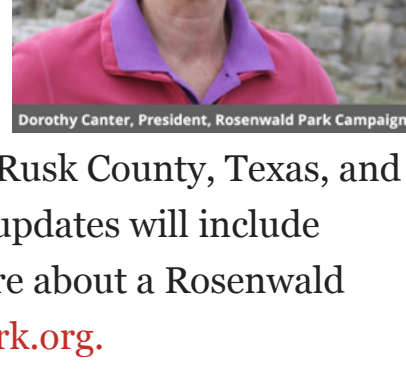 Dorothy Canter, President, Rosenwald Park Campaign
Rusk County, Texas, and
updates will include
re about a Rosenwald
rk.org.